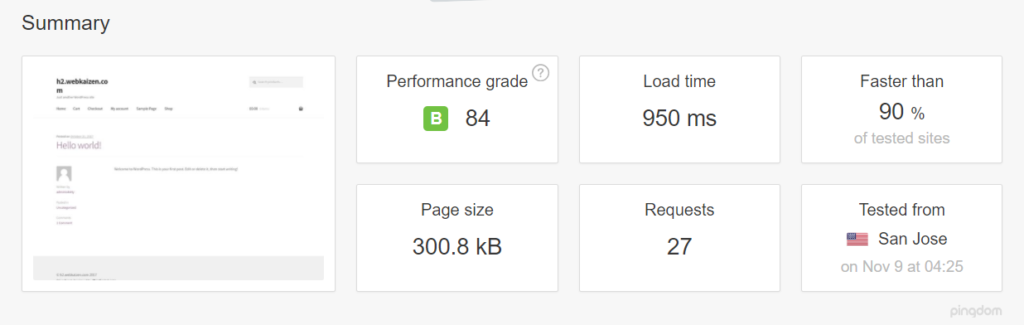 Summary
h2.webkaizen.co
m
Home Cart Checkout My account Sample Page Shop
Hello world!
Welcome to WordPress. This is your first post. Edit or delete it, then start writing!
Performance grade ?
B 84
Load time
950 ms
Faster than
90 %
of tested sites
Page size
300.8 kB
Requests
27
Tested from
San Jose
on Nov 9 at 04:25
pingdom